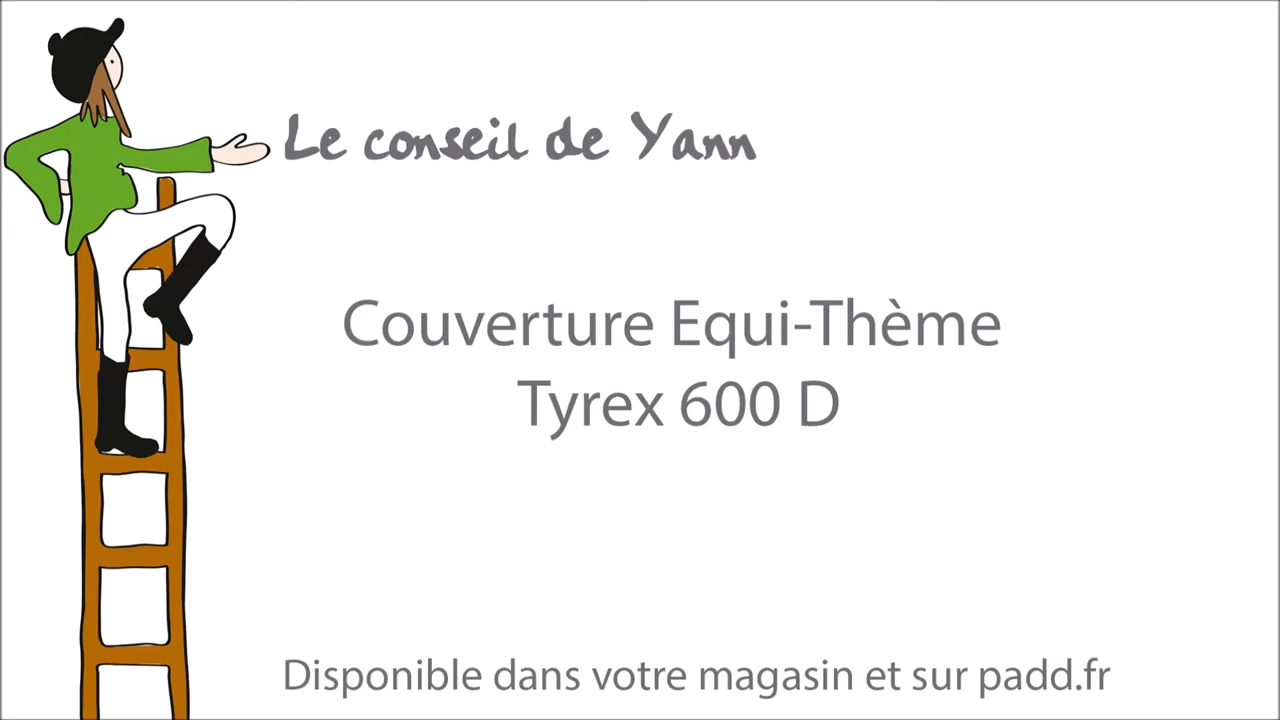 Le conseil de Yann
Couverture Equi-Thème
Tyrex 600 D
Disponible dans votre magasin et sur padd.fr